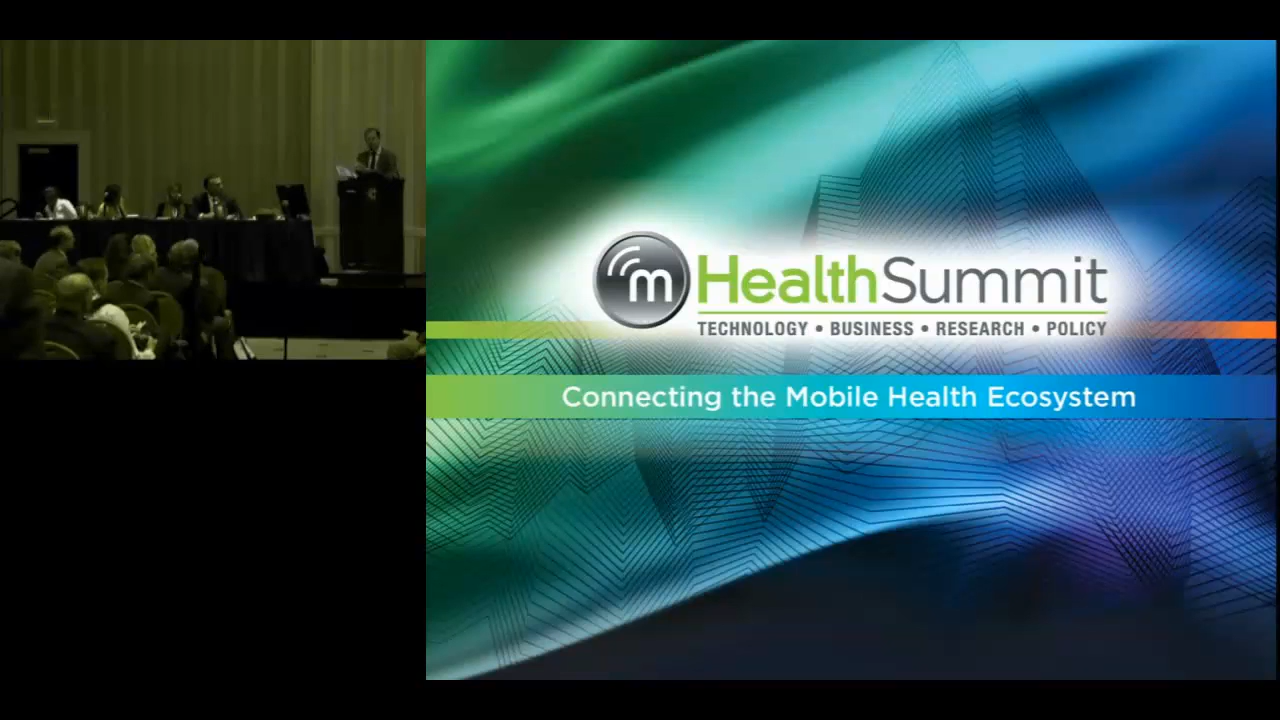 mHealthSummit
TECHNOLOGY • BUSINESS • RESEARCH • POLICY
Connecting the Mobile Health Ecosystem